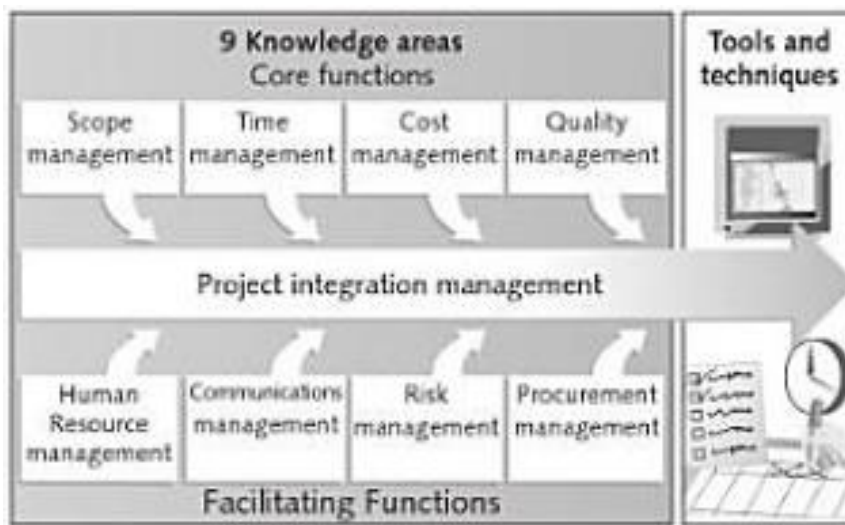 9 Knowledge areas
Core functions
Scope
management
Time
management
Cost
management
Quality
management
Project integration management
Human
Resource
management
Communications
management
Risk
management
Procurement
management
Facilitating Functions
Tools and
techniques